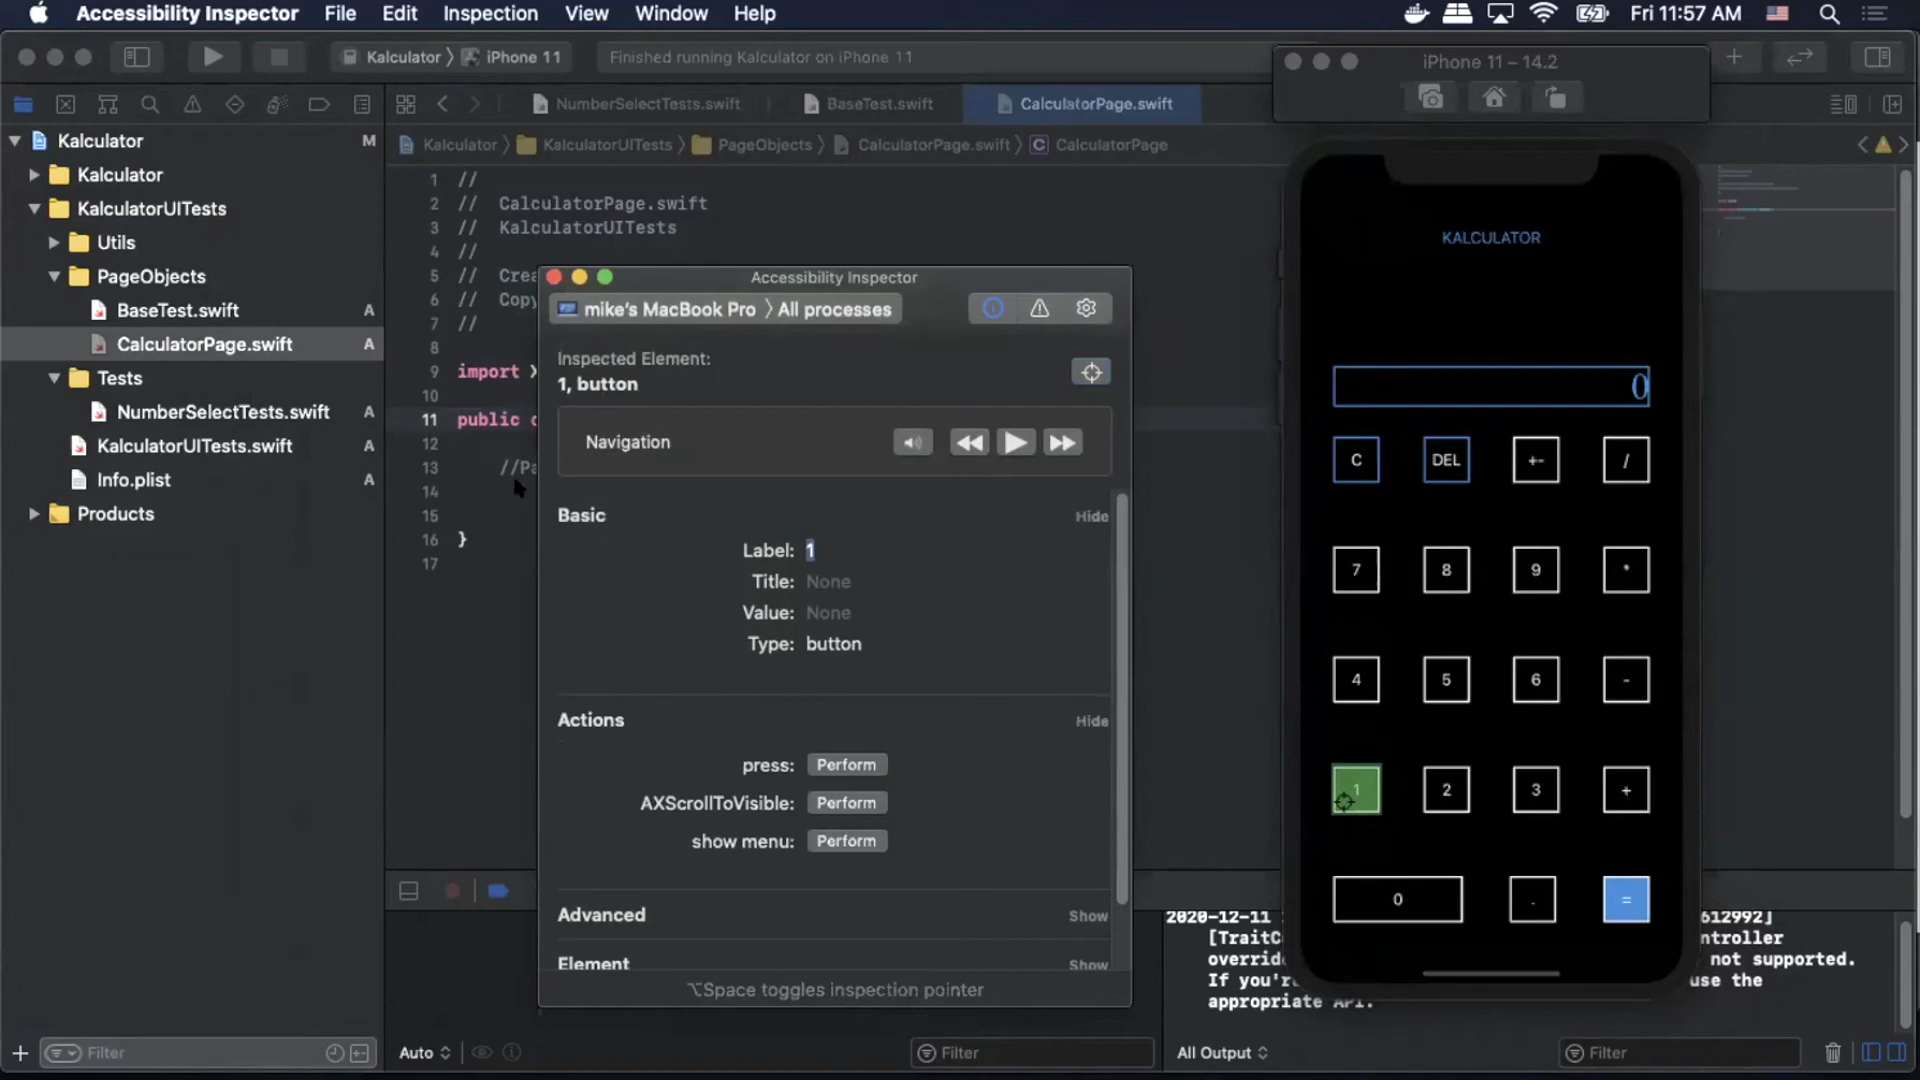 Accessibility Inspector File Edit Inspection View Window Help Fri 11:57 AM
Kalculator 〉 iPhone 11 Finished running Kalculator on iPhone 11
iPhone 11 – 14.2
NumberSelectTests.swift BaseTest.swift CalculatorPage.swift
Kalculator 〉 KalculatorUITests 〉 PageObjects 〉 CalculatorPage.swift 〉 C CalculatorPage
Kalculator M
Kalculator
KalculatorUITests
Utils
PageObjects
BaseTest.swift A
CalculatorPage.swift A
Tests
NumberSelectTests.swift A
KalculatorUITests.swift A
Info.plist A
Products
Filter
1 //
2 // CalculatorPage.swift
3 // KalculatorUITests
4 //
5 // Crea
6 // Copy
7 //
8
9 import X
10
11 public c
12
13 //Pa
14
15
16 }
17
Accessibility Inspector
mike's MacBook Pro 〉 All processes
Inspected Element:
1, button
Navigation
Basic Hide
Label: 1
Title: None
Value: None
Type: button
Actions Hide
press: Perform
AXScrollToVisible: Perform
show menu: Perform
Advanced Show
Element Show
⌥Space toggles inspection pointer
KALCULATOR
0
C DEL +- /
7 8 9 *
4 5 6 -
1 2 3 +
0 . =
2020-12-11 612992]
[TraitC ntroller
override not supported.
If you'r use the
appropriate API.
Auto Filter
All Output Filter